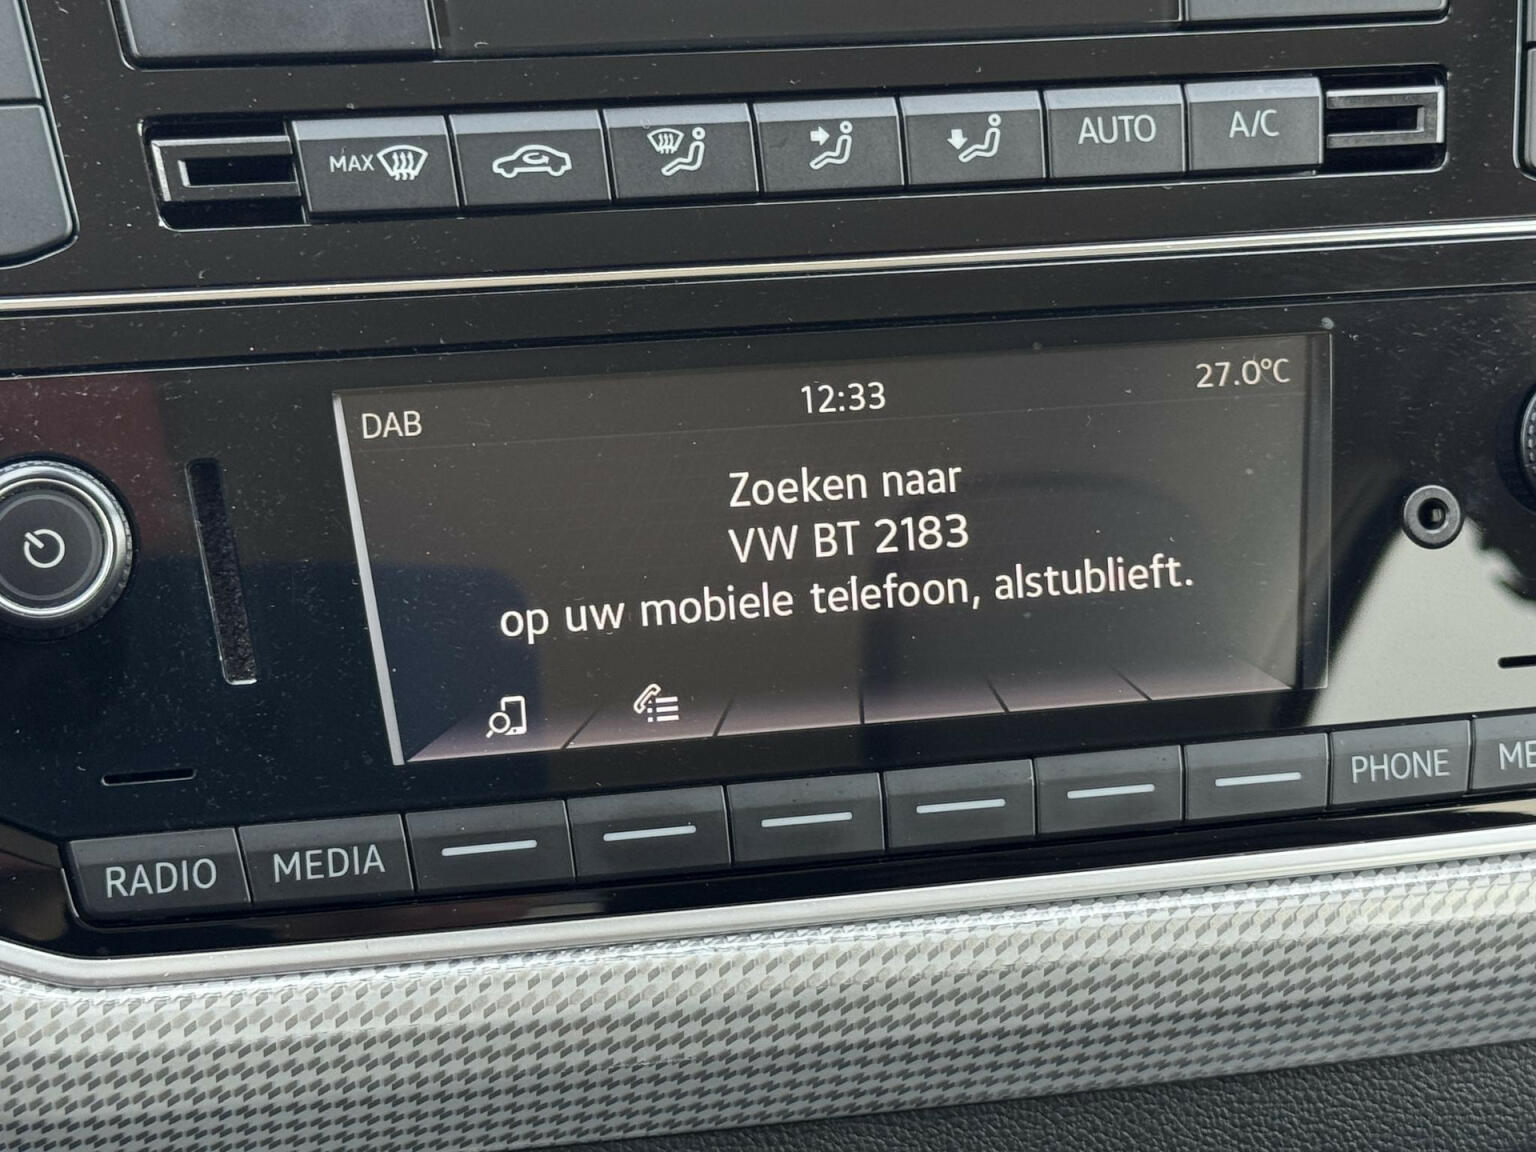 MAX
AUTO
A/C
DAB
12:33
27.0°C
Zoeken naar
VW BT 2183
op uw mobiele telefoon, alstublieft.
RADIO
MEDIA
PHONE
ME